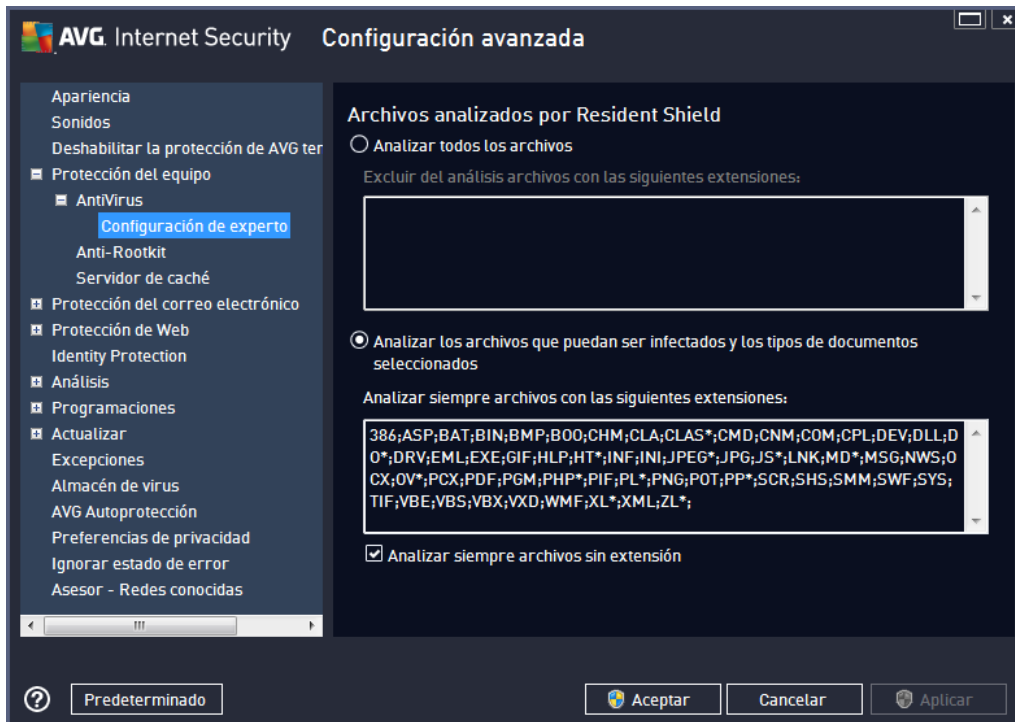 AVG. Internet Security Configuración avanzada
Apariencia
Sonidos
Deshabilitar la protección de AVG ter
Protección del equipo
AntiVirus
Configuración de experto
Anti-Rootkit
Servidor de caché
Protección del correo electrónico
Protección de Web
Identity Protection
Análisis
Programaciones
Actualizar
Excepciones
Almacén de virus
AVG Autoprotección
Preferencias de privacidad
Ignorar estado de error
Asesor - Redes conocidas
Archivos analizados por Resident Shield
Analizar todos los archivos
Excluir del análisis archivos con las siguientes extensiones:
Analizar los archivos que puedan ser infectados y los tipos de documentos
seleccionados
Analizar siempre archivos con las siguientes extensiones:
386;ASP;BAT;BIN;BMP;BOO;CHM;CLA;CLAS*;CMD;CNM;COM;CPL;DEV;DLL;D
O*;DRV;EML;EXE;GIF;HLP;HT*;INF;INI;JPEG*;JPG;JS*;LNK;MD*;MSG;NWS;O
CX;OV*;PCX;PDF;PGM;PHP*;PIF;PL*;PNG;POT;PP*;SCR;SHS;SMM;SWF;SYS;
TIF;VBE;VBS;VBX;VXD;WMF;XL*;XML;ZL*;
Analizar siempre archivos sin extensión
? Predeterminado Aceptar Cancelar Aplicar